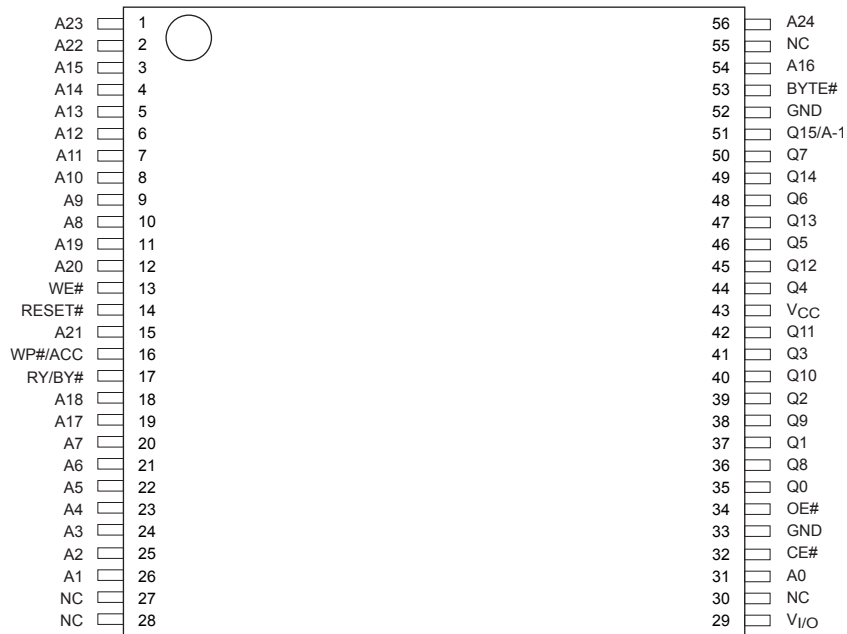 A23 1 56 A24
A22 2 55 NC
A15 3 54 A16
A14 4 53 BYTE#
A13 5 52 GND
A12 6 51 Q15/A-1
A11 7 50 Q7
A10 8 49 Q14
A9 9 48 Q6
A8 10 47 Q13
A19 11 46 Q5
A20 12 45 Q12
WE# 13 44 Q4
RESET# 14 43 VCC
A21 15 42 Q11
WP#/ACC 16 41 Q3
RY/BY# 17 40 Q10
A18 18 39 Q2
A17 19 38 Q9
A7 20 37 Q1
A6 21 36 Q8
A5 22 35 Q0
A4 23 34 OE#
A3 24 33 GND
A2 25 32 CE#
A1 26 31 A0
NC 27 30 NC
NC 28 29 VI/O